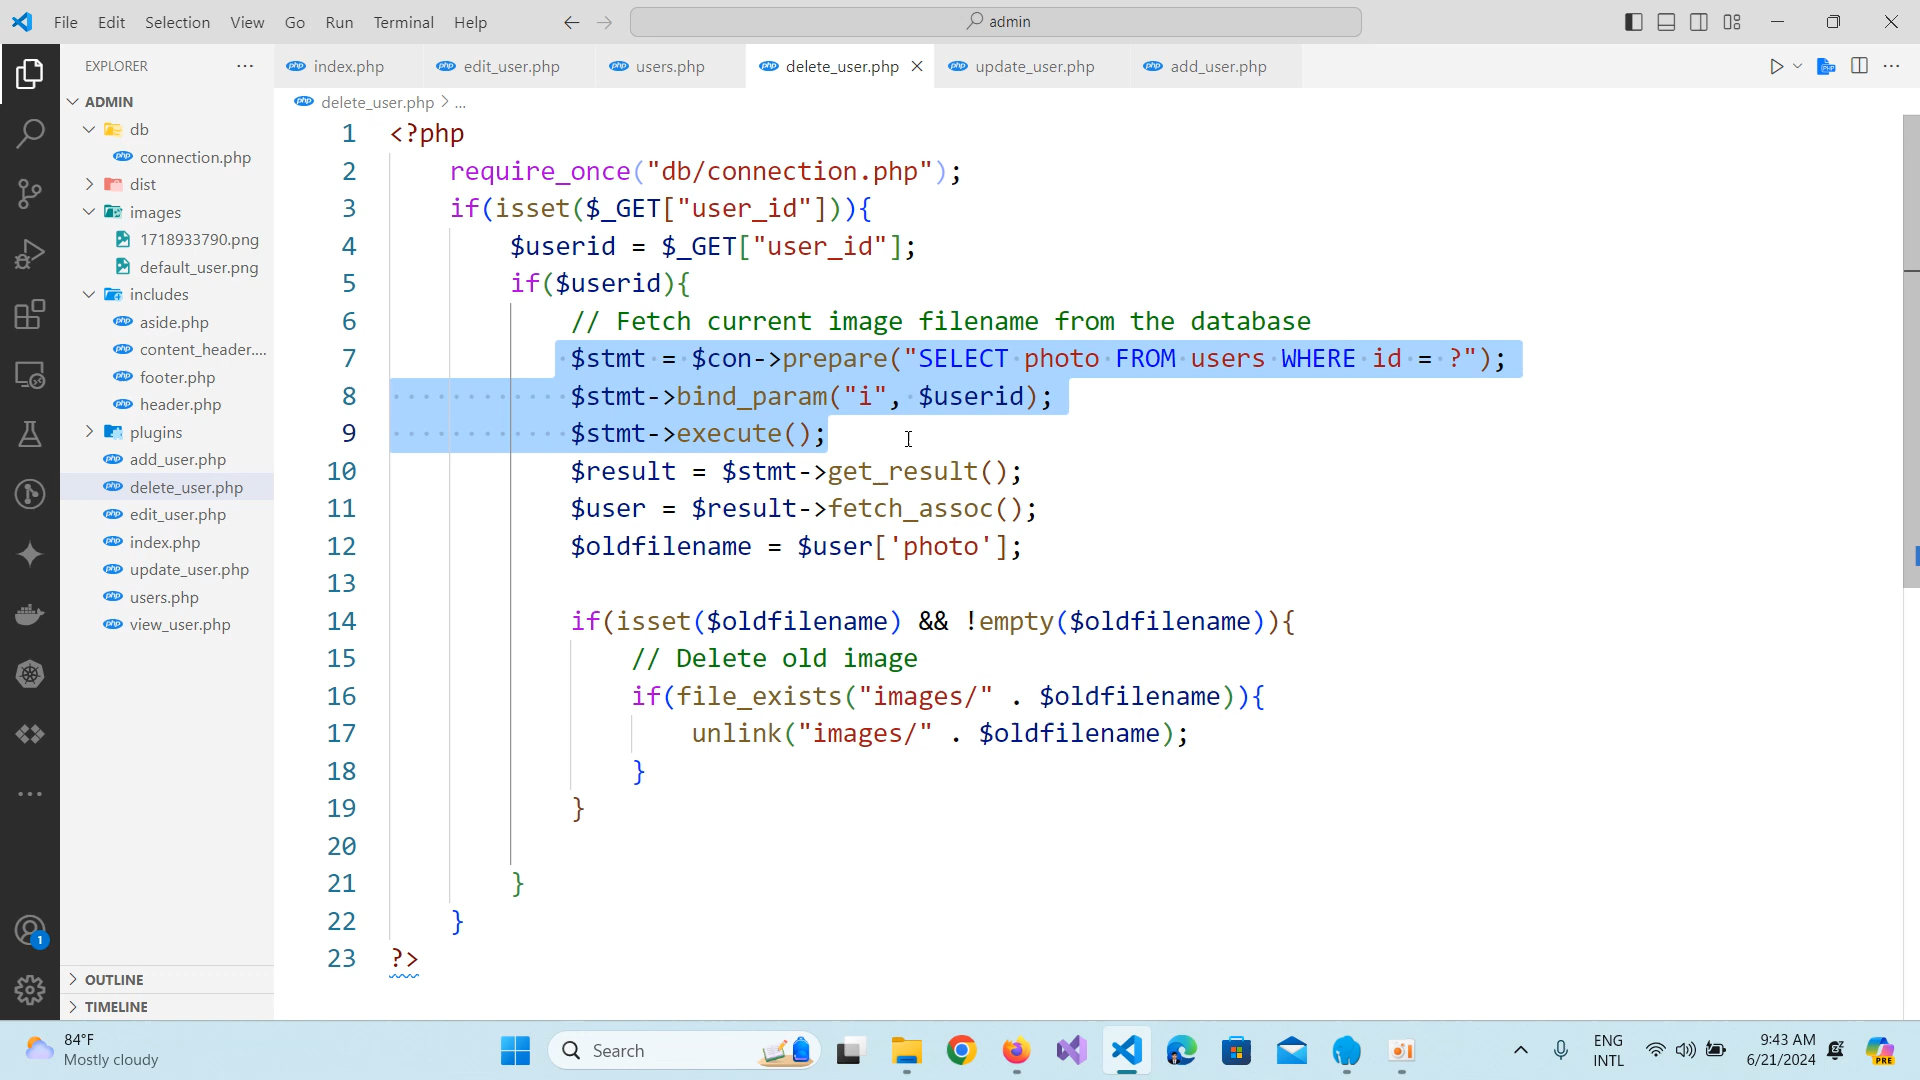 File Edit Selection View Go Run Terminal Help
admin
EXPLORER
index.php
edit_user.php
users.php
delete_user.php
update_user.php
add_user.php
ADMIN
db
connection.php
dist
images
1718933790.png
default_user.png
includes
aside.php
content_header....
footer.php
header.php
plugins
add_user.php
delete_user.php
edit_user.php
index.php
update_user.php
users.php
view_user.php
OUTLINE
TIMELINE
delete_user.php > ...
1 <?php
2 require_once("db/connection.php");
3 if(isset($_GET["user_id"])){
4 $userid = $_GET["user_id"];
5 if($userid){
6 // Fetch current image filename from the database
7 $stmt = $con->prepare("SELECT photo FROM users WHERE id = ?");
8 $stmt->bind_param("i", $userid);
9 $stmt->execute();
10 $result = $stmt->get_result();
11 $user = $result->fetch_assoc();
12 $oldfilename = $user['photo'];
13
14 if(isset($oldfilename) && !empty($oldfilename)){
15 // Delete old image
16 if(file_exists("images/" . $oldfilename)){
17 unlink("images/" . $oldfilename);
18 }
19 }
20
21 }
22 }
23 ?>
1
84°F
Mostly cloudy
Search
ENG
INTL
9:43 AM
6/21/2024
PRE